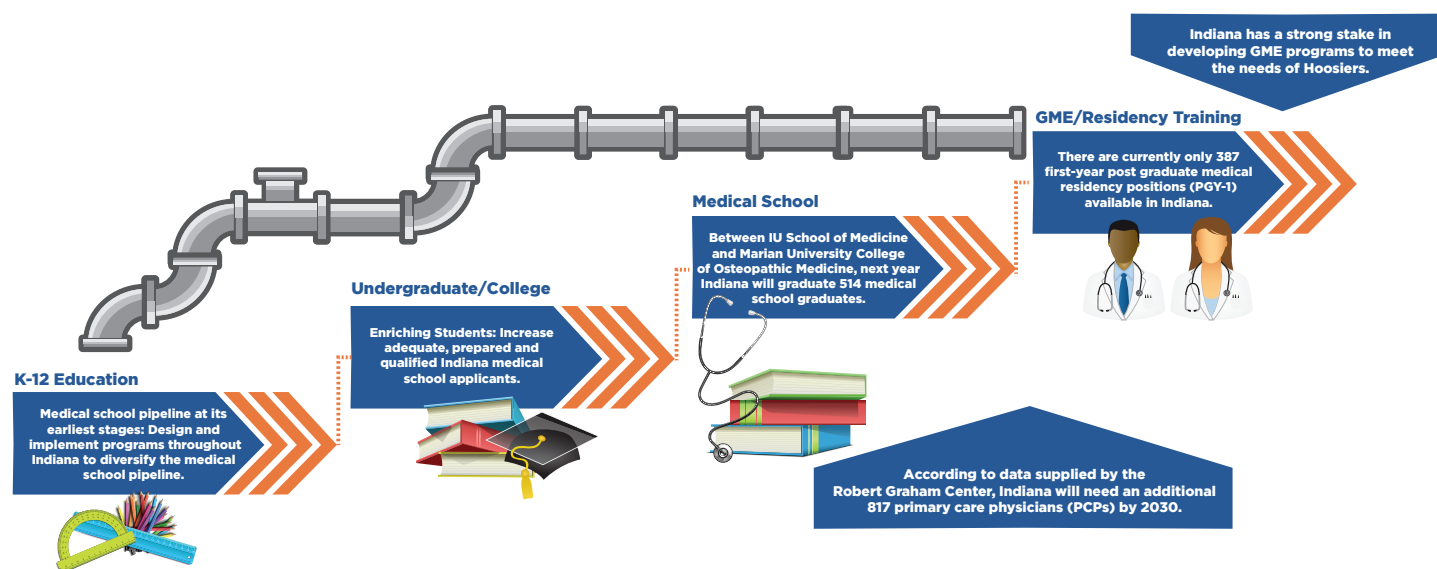 K-12 Education
Medical school pipeline at its
earliest stages: Design and
implement programs throughout
Indiana to diversify the medical
school pipeline.
Undergraduate/College
Enriching Students: Increase
adequate, prepared and
qualified Indiana medical
school applicants.
Medical School
Between IU School of Medicine
and Marian University College
of Osteopathic Medicine, next year
Indiana will graduate 514 medical
school graduates.
GME/Residency Training
There are currently only 387
first-year post graduate medical
residency positions (PGY-1)
available in Indiana.
Indiana has a strong stake in
developing GME programs to meet
the needs of Hoosiers.
According to data supplied by the
Robert Graham Center, Indiana will need an additional
817 primary care physicians (PCPs) by 2030.